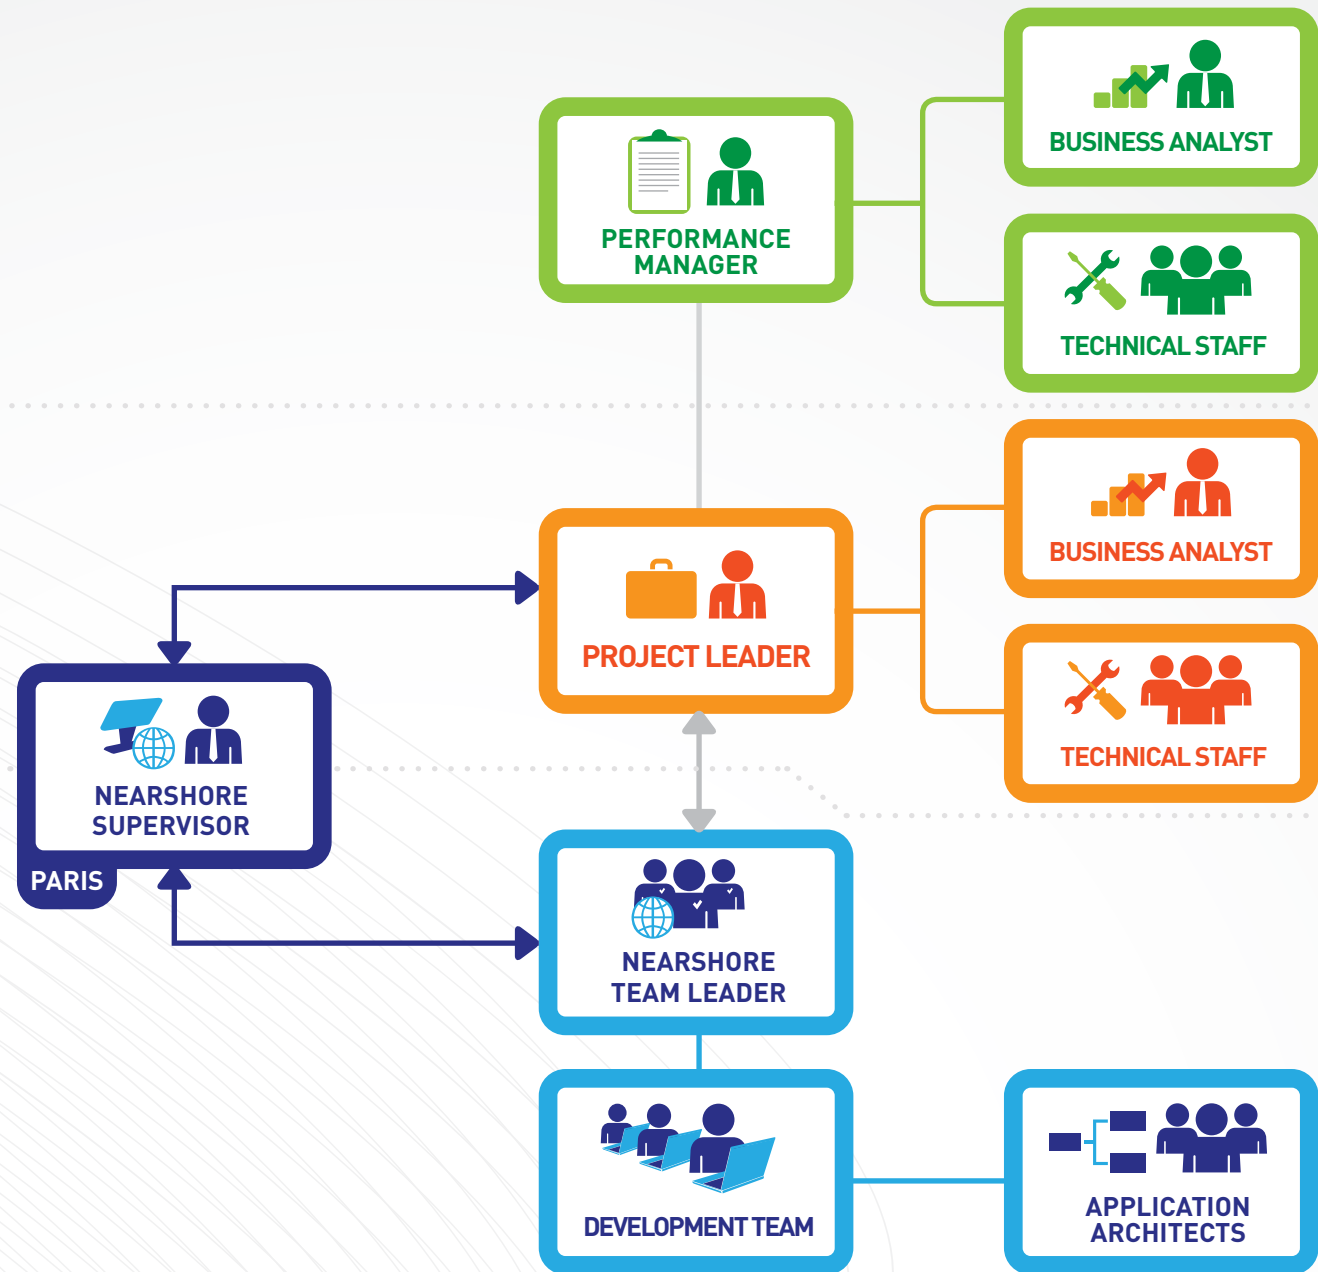 BUSINESS ANALYST
PERFORMANCE
MANAGER
TECHNICAL STAFF
BUSINESS ANALYST
PROJECT LEADER
TECHNICAL STAFF
NEARSHORE
SUPERVISOR
PARIS
NEARSHORE
TEAM LEADER
DEVELOPMENT TEAM
APPLICATION
ARCHITECTS